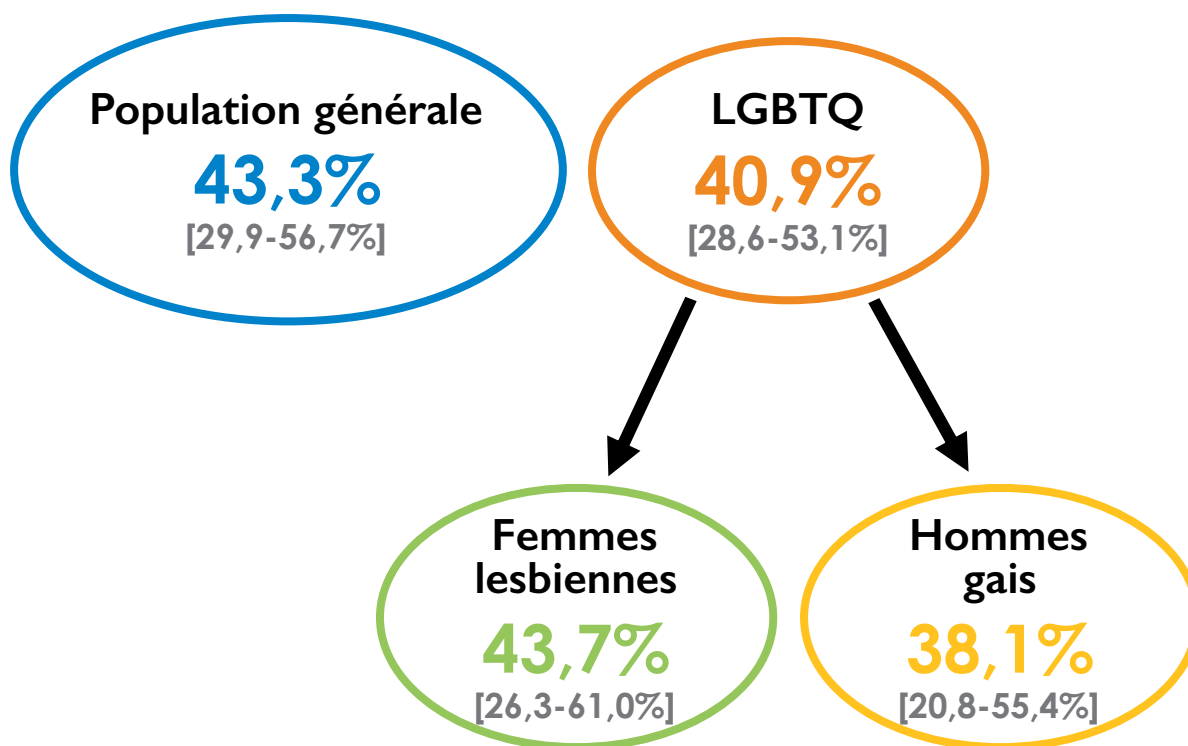 Population générale
43,3%
[29,9-56,7%]
LGBTQ
40,9%
[28,6-53,1%]
Femmes
lesbiennes
43,7%
[26,3-61,0%]
Hommes
gais
38,1%
[20,8-55,4%]